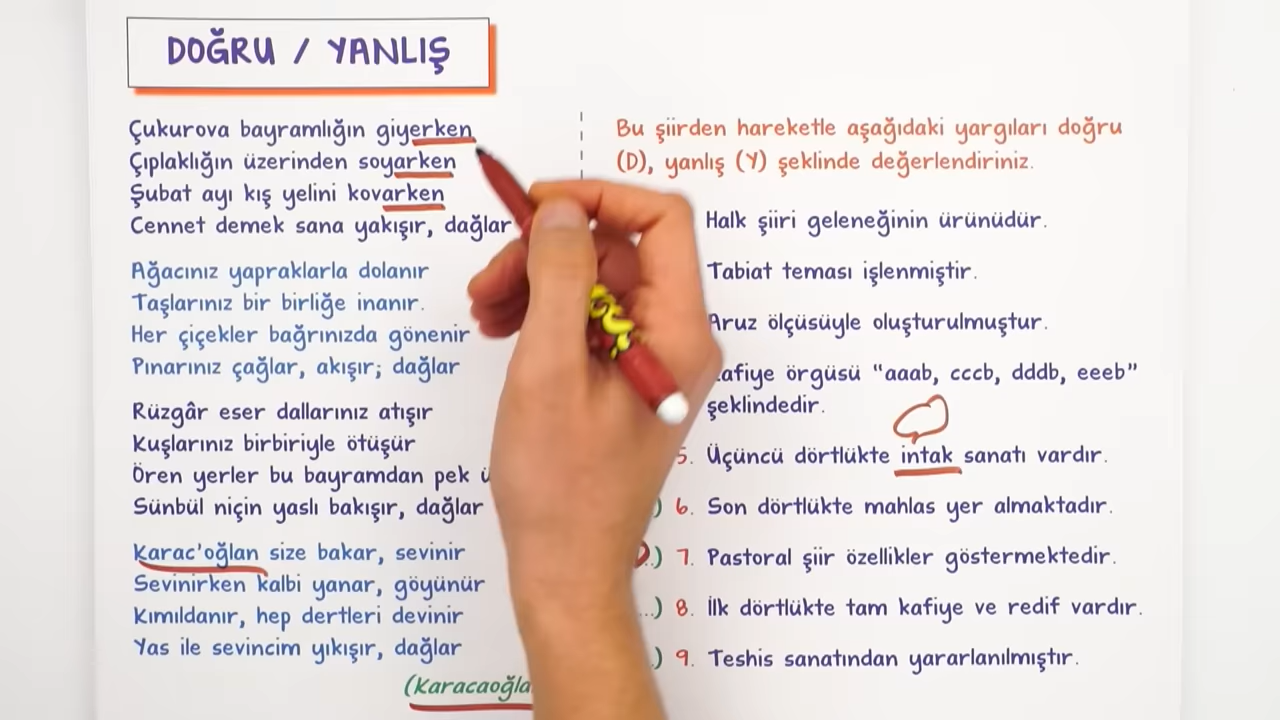 DOĞRU / YANLIŞ
Çukurova bayramlığın giyerken
Çıplaklığın üzerinden soyarken
Şubat ayı kış yelini kovarken
Cennet demek sana yakışır, dağlar
Ağacınız yapraklarla dolanır
Taşlarınız bir birliğe inanır.
Her çiçekler bağrınızda gönenir
Pınarınız çağlar, akışır; dağlar
Rüzgâr eser dallarınız atışır
Kuşlarınız birbiriyle ötüşür
Ören yerler bu bayramdan pek
Sünbül niçin yaslı bakışır, dağlar
Karac'oğlan size bakar, sevinir
Sevinirken kalbi yanar, göyünür
Kımıldanır, hep dertleri devinir
Yas ile sevincim yıkışır, dağlar
Bu şiirden hareketle aşağıdaki yargıları doğru
(D), yanlış (Y) şeklinde değerlendiriniz.
Halk şiiri geleneğinin ürünüdür.
Tabiat teması işlenmiştir.
Aruz ölçüsüyle oluşturulmuştur.
örgüsü "aaab, cccb, dddb, eeeb"
şeklindedir.
5. Üçüncü dörtlükte intak sanatı vardır.
) 6. Son dörtlükte mahlas yer almaktadır.
.) 7. Pastoral şiir özellikler göstermektedir.
...) 8. İlk dörtlükte tam kafiye ve redif vardır.
.) 9. Teshis sanatından yararlanılmıştır.